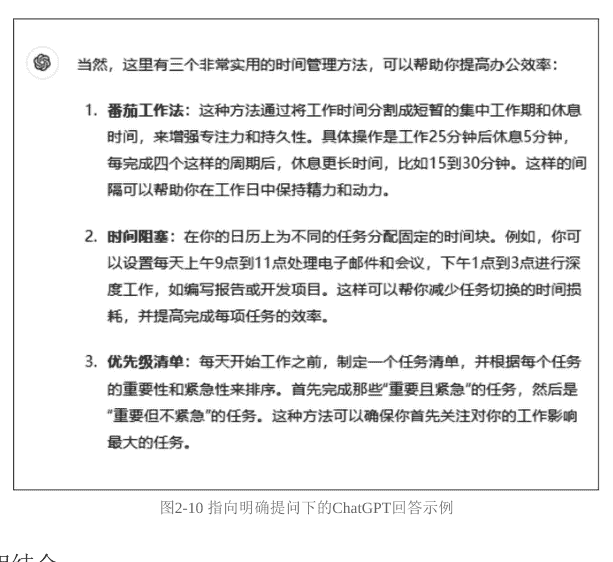 当然，这里有三个非常实用的时间管理方法，可以帮助你提高办公效率：
1. 番茄工作法：这种方法通过将工作时间分割成短暂的集中工作期和休息
时间，来增强专注力和持久性。具体操作是工作25分钟后休息5分钟，
每完成四个这样的周期后，休息更长时间，比如15到30分钟。这样的间
隔可以帮助你在工作日中保持精力和动力。
2. 时间阻塞：在你的日历上为不同的任务分配固定的时间块。例如，你可
以设置每天上午9点到11点处理电子邮件和会议，下午1点到3点进行深
度工作，如编写报告或开发项目。这样可以帮你减少任务切换的时间损
耗，并提高完成每项任务的效率。
3. 优先级清单：每天开始工作之前，制定一个任务清单，并根据每个任务
的重要性和紧急性来排序。首先完成那些“重要且紧急”的任务，然后是
“重要但不紧急”的任务。这种方法可以确保你首先关注对你的工作影响
最大的任务。
图2-10 指向明确提问下的ChatGPT回答示例